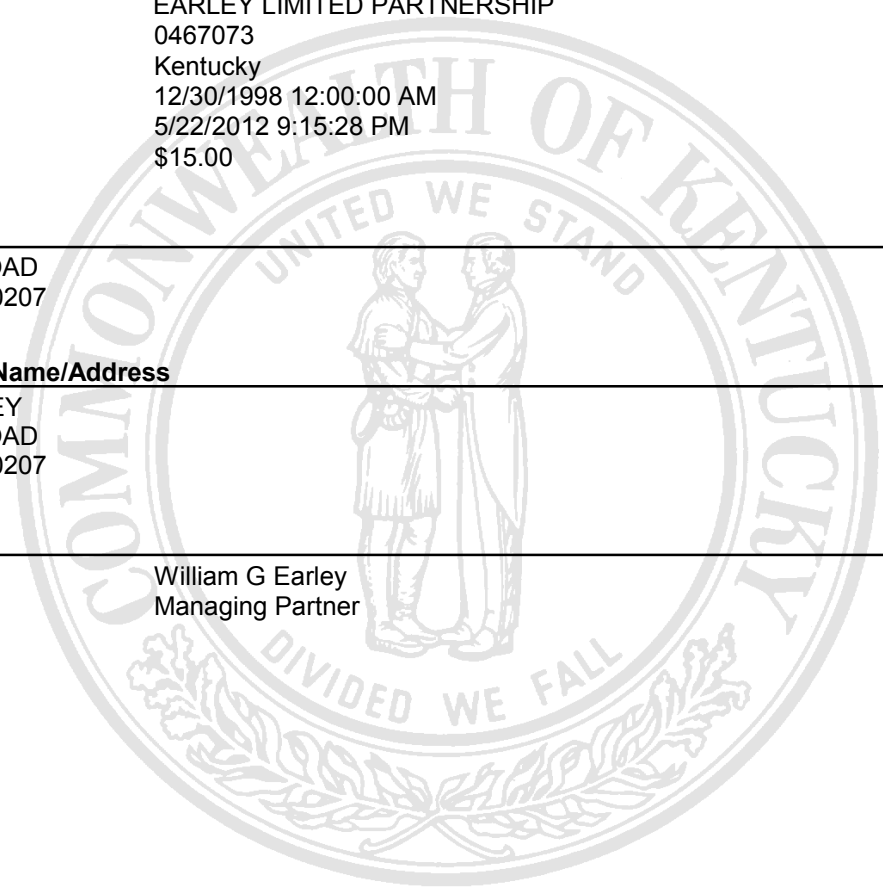 EARLEY LIMITED PARTNERSHIP
0467073
Kentucky
12/30/1998 12:00:00 AM
5/22/2012 9:15:28 PM
$15.00
OAD
0207
Name/Address
EY
OAD
0207
William G Earley
Managing Partner
COMMONWEALTH OF KENTUCKY
UNITED WE STAND
DIVIDED WE FALL